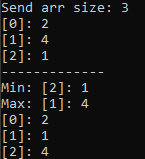 Send arr size: 3
[0]: 2
[1]: 4
[2]: 1
--------------
Min: [2]: 1
Max: [1]: 4
[0]: 2
[1]: 1
[2]: 4